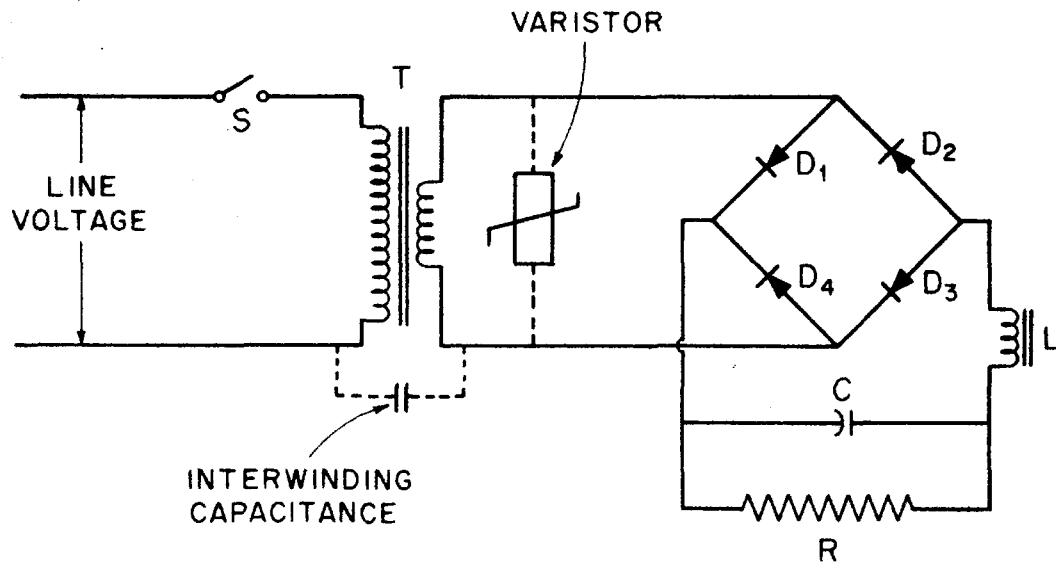 VARISTOR
T
S
LINE
VOLTAGE
D1
D2
D4
D3
L
C
INTERWINDING
CAPACITANCE
R